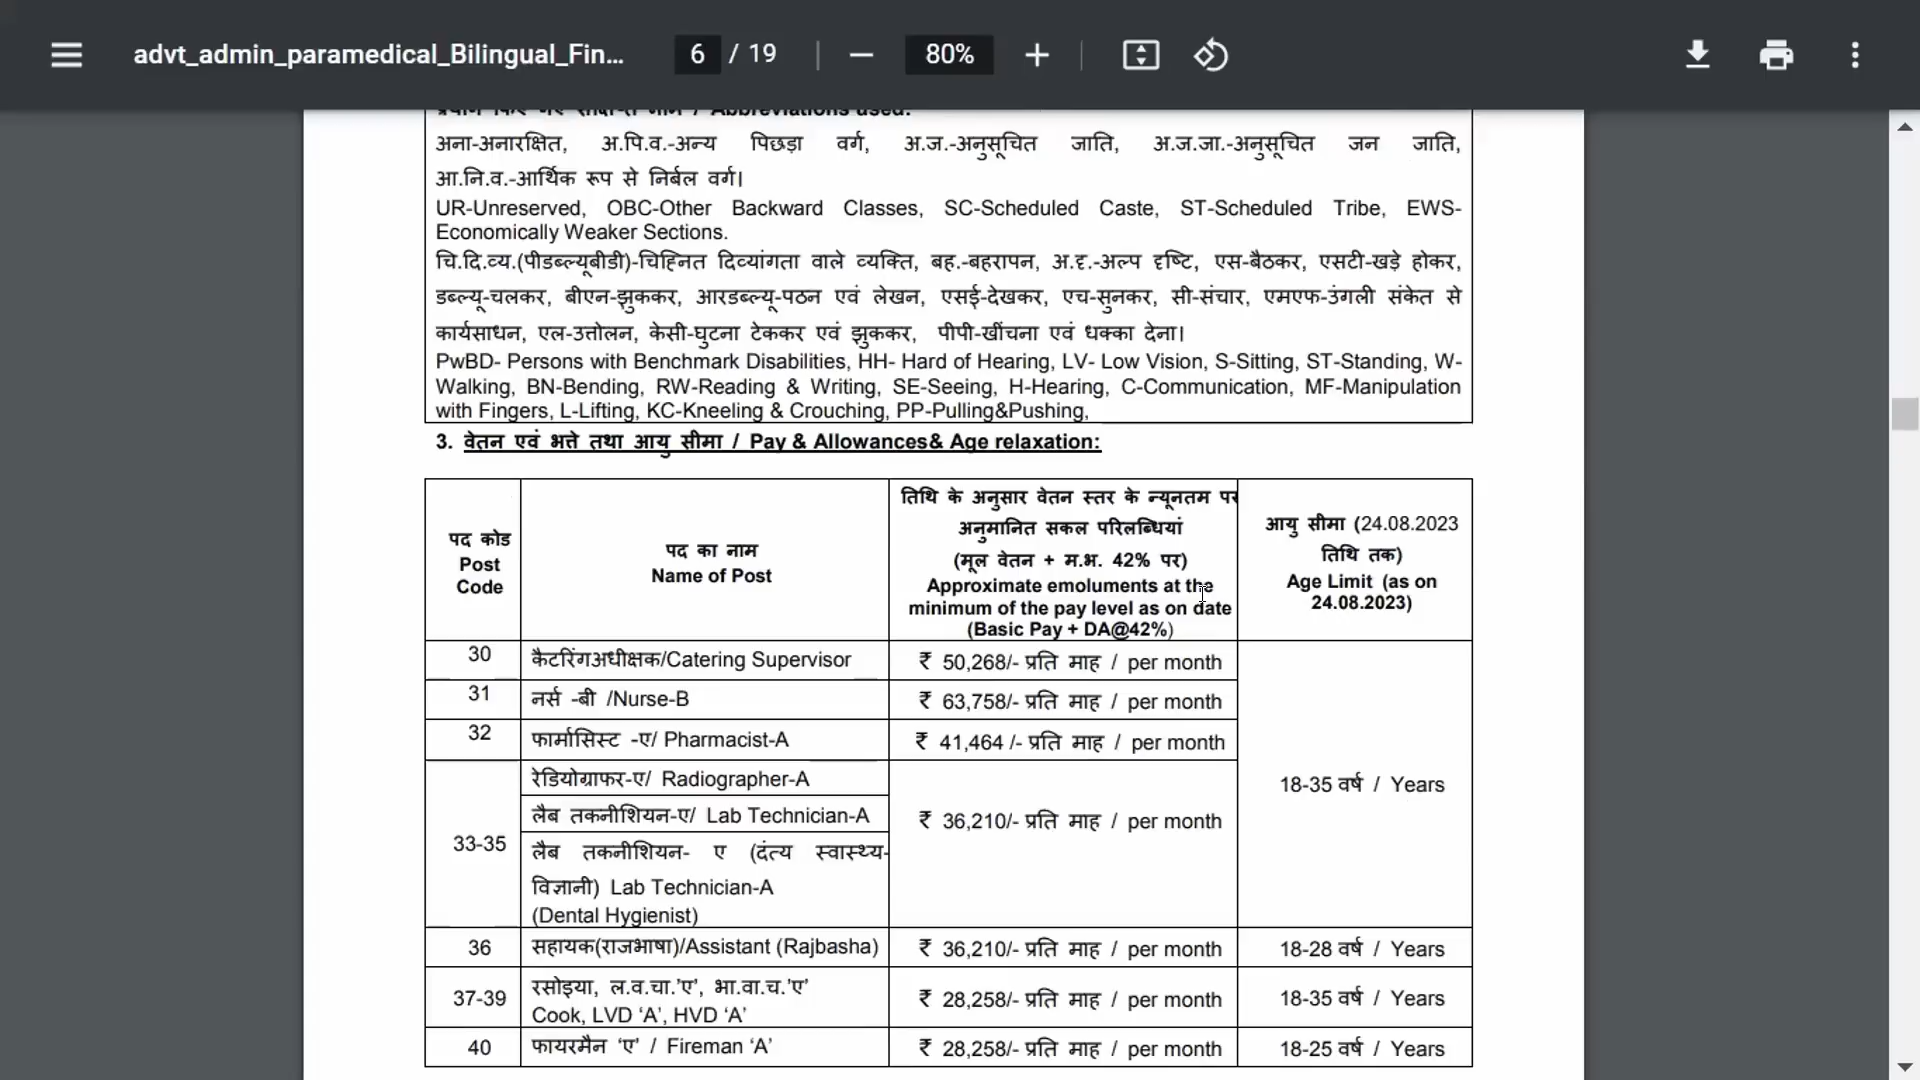 advt_admin_paramedical_Bilingual_Fin...
6 / 19
80%
Abbreviations used:
अना-अनारक्षित, अ.पि.व.-अन्य पिछड़ा वर्ग, अ.ज.-अनुसूचित जाति, अ.ज.जा.-अनुसूचित जन जाति,
आ.नि.व.-आर्थिक रूप से निर्बल वर्ग।
UR-Unreserved, OBC-Other Backward Classes, SC-Scheduled Caste, ST-Scheduled Tribe, EWS-
Economically Weaker Sections.
चि.दि.व्य.(पीडब्ल्यूबीडी)-चिह्नित दिव्यांगता वाले व्यक्ति, बह.-बहरापन, अ.दृ.-अल्प दृष्टि, एस-बैठकर, एसटी-खड़े होकर,
डब्ल्यू-चलकर, बीएन-झुककर, आरडब्ल्यू-पठन एवं लेखन, एसई-देखकर, एच-सुनकर, सी-संचार, एमएफ-उंगली संकेत से
कार्यसाधन, एल-उत्तोलन, केसी-घुटना टेककर एवं झुककर, पीपी-खींचना एवं धक्का देना।
PwBD- Persons with Benchmark Disabilities, HH- Hard of Hearing, LV- Low Vision, S-Sitting, ST-Standing, W-
Walking, BN-Bending, RW-Reading & Writing, SE-Seeing, H-Hearing, C-Communication, MF-Manipulation
with Fingers, L-Lifting, KC-Kneeling & Crouching, PP-Pulling&Pushing,
3. वेतन एवं भत्ते तथा आयु सीमा / Pay & Allowances& Age relaxation:
पद कोड
Post
Code
पद का नाम
Name of Post
तिथि के अनुसार वेतन स्तर के न्यूनतम पर
अनुमानित सकल परिलब्धियां
(मूल वेतन + म.भ. 42% पर)
Approximate emoluments at the
minimum of the pay level as on date
(Basic Pay + DA@42%)
आयु सीमा (24.08.2023
तिथि तक)
Age Limit (as on
24.08.2023)
30 कैटरिंगअधीक्षक/Catering Supervisor ₹ 50,268/- प्रति माह / per month
31 नर्स -बी /Nurse-B ₹ 63,758/- प्रति माह / per month
32 फार्मासिस्ट -ए/ Pharmacist-A ₹ 41,464 /- प्रति माह / per month
33-35
रेडियोग्राफर-ए/ Radiographer-A
लैब तकनीशियन-ए/ Lab Technician-A
लैब तकनीशियन- ए (दंत्य स्वास्थ्य-
विज्ञानी) Lab Technician-A
(Dental Hygienist)
₹ 36,210/- प्रति माह / per month
18-35 वर्ष / Years
36 सहायक(राजभाषा)/Assistant (Rajbasha) ₹ 36,210/- प्रति माह / per month 18-28 वर्ष / Years
37-39
रसोइया, ल.व.चा.'ए', भा.वा.च.'ए'
Cook, LVD ‘A’, HVD ‘A’
₹ 28,258/- प्रति माह / per month
18-35 वर्ष / Years
40 फायरमैन ‘ए’ / Fireman ‘A’ ₹ 28,258/- प्रति माह / per month 18-25 वर्ष / Years